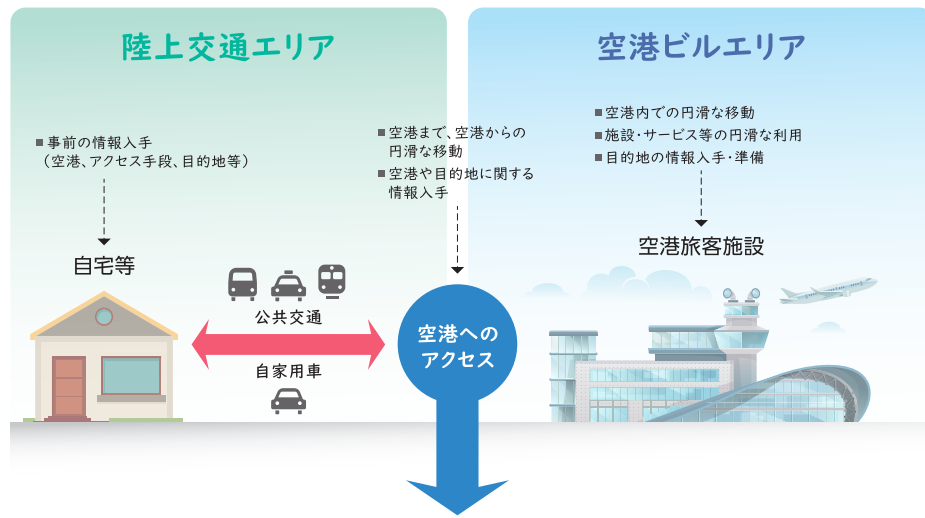 陸上交通エリア
■事前の情報入手
（空港、アクセス手段、目的地等）
自宅等
公共交通
自家用車
■空港まで、空港からの
円滑な移動
■空港や目的地に関する
情報入手
空港への
アクセス
空港ビルエリア
■空港内での円滑な移動
■施設・サービス等の円滑な利用
■目的地の情報入手・準備
空港旅客施設